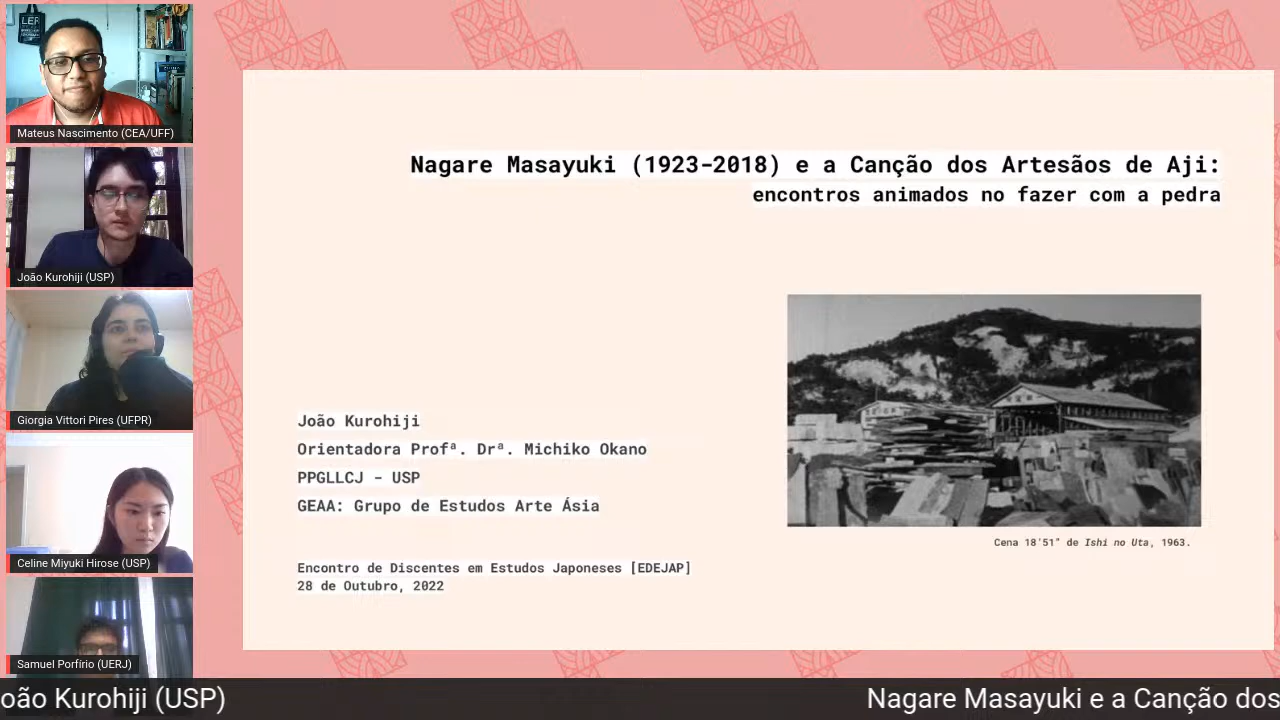 LER
Mateus Nascimento (CEA/UFF)
João Kurohiji (USP)
Giorgia Vittori Pires (UFPR)
Celine Miyuki Hirose (USP)
Samuel Porfírio (UERJ)
Nagare Masayuki (1923-2018) e a Canção dos Artesãos de Aji:
encontros animados no fazer com a pedra
João Kurohiji
Orientadora Profª. Drª. Michiko Okano
PPGLLCJ - USP
GEAA: Grupo de Estudos Arte Ásia
Encontro de Discentes em Estudos Japoneses [EDEJAP]
28 de Outubro, 2022
Cena 18'51" de Ishi no Uta, 1963.
oão Kurohiji (USP) Nagare Masayuki e a Canção dos